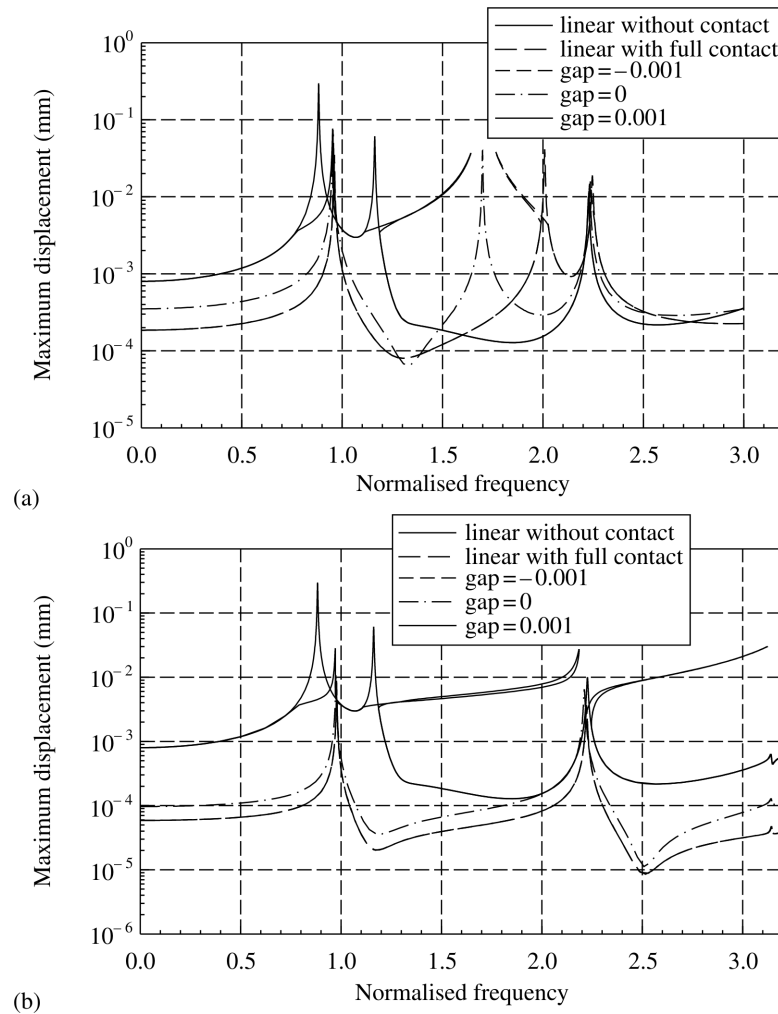 linear without contact
linear with full contact
gap = –0.001
gap = 0
gap = 0.001
10⁰
10⁻¹
10⁻²
10⁻³
10⁻⁴
10⁻⁵
Maximum displacement (mm)
0.0 0.5 1.0 1.5 2.0 2.5 3.0
Normalised frequency
(a)
linear without contact
linear with full contact
gap = –0.001
gap = 0
gap = 0.001
10⁰
10⁻¹
10⁻²
10⁻³
10⁻⁴
10⁻⁵
10⁻⁶
Maximum displacement (mm)
0.0 0.5 1.0 1.5 2.0 2.5 3.0
Normalised frequency
(b)